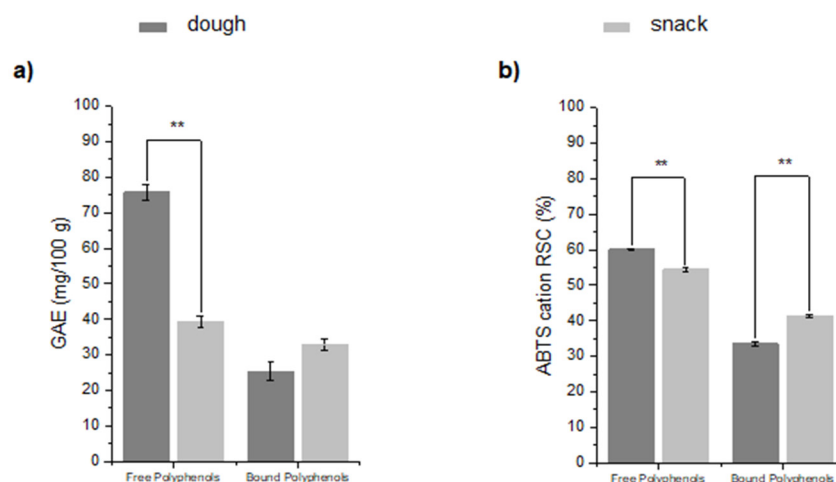 dough
snack
a)
b)
100
90
80
70
60
50
40
30
20
10
0
GAE (mg/100 g)
**
Free Polyphenols
Bound Polyphenols
100
90
80
70
60
50
40
30
20
10
0
ABTS cation RSC (%)
**
**
Free Polyphenols
Bound Polyphenols